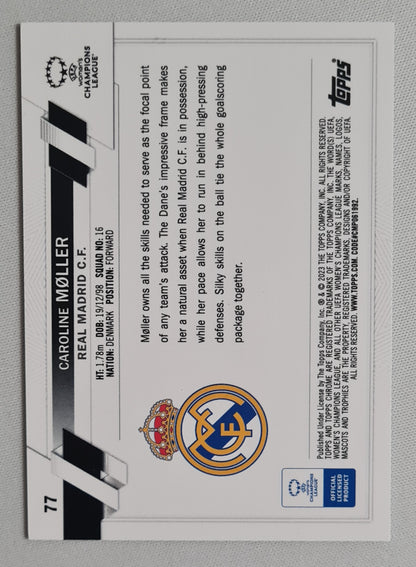 77
CAROLINE MØLLER
REAL MADRID C.F.
HT: 1.78m DOB: 19/12/98 SQUAD NO: 16
NATION: DENMARK POSITION: FORWARD
UEFA
WOMEN'S
CHAMPIONS
LEAGUE
Møller owns all the skills needed to serve as the focal point
of any team's attack. The Dane's impressive frame makes
her a natural asset when Real Madrid C.F. is in possession,
while her pace allows her to run in behind high-pressing
defenses. Silky skills on the ball tie the whole goalscoring
package together.
UEFA
WOMEN'S
CHAMPIONS
LEAGUE
OFFICIAL
LICENSED
PRODUCT
Published Under License by The Topps Company, Inc. ® & © 2023 THE TOPPS COMPANY, INC. ALL RIGHTS RESERVED.
TOPPS AND TOPPS CHROME ARE REGISTERED TRADEMARKS OF THE TOPPS COMPANY, INC. THE WORD(S) UEFA,
WOMEN'S CHAMPIONS LEAGUE, AND ALL OTHER UEFA WOMEN'S CHAMPIONS LEAGUE MARKS, NAMES, LOGOS,
MASCOTS AND TROPHIES ARE THE PROPERTY, REGISTERED TRADEMARKS, DESIGNS AND/OR COPYRIGHT OF UEFA.
ALL RIGHTS RESERVED. WWW.TOPPS.COM. CODE#CMP061982.
TOPPS